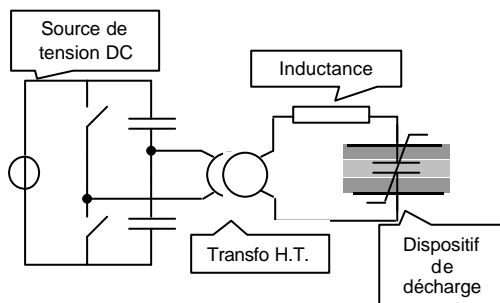 Source de
tension DC
Inductance
Transfo H.T.
Dispositif
de
décharge